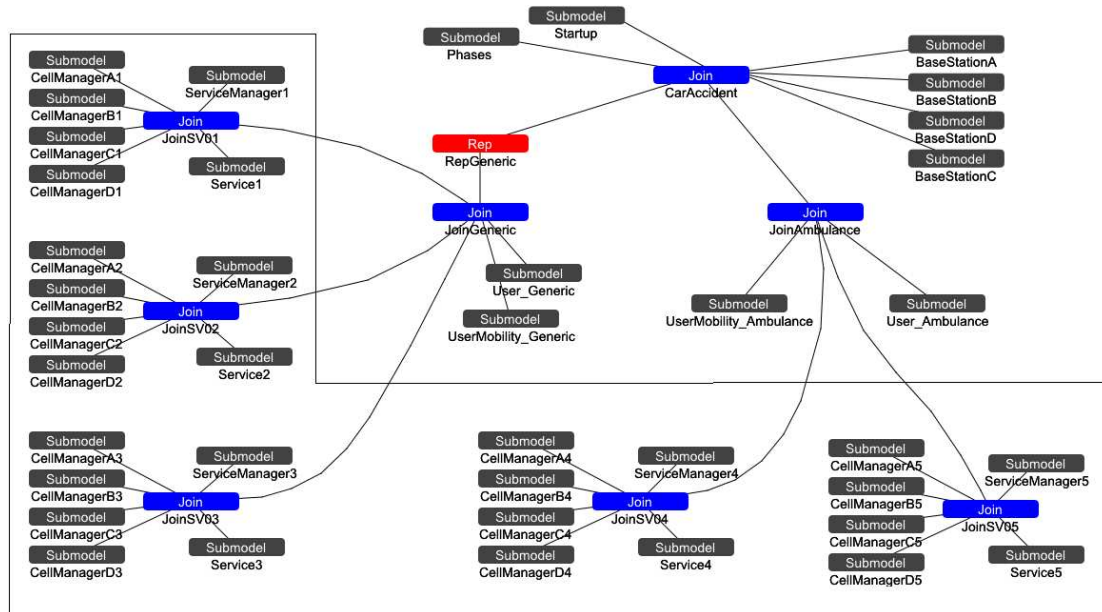 Submodel
Startup
Submodel
Phases
Join
CarAccident
Submodel
BaseStationA
Submodel
BaseStationB
Submodel
BaseStationD
Submodel
BaseStationC
Rep
RepGeneric
Join
JoinGeneric
Submodel
User_Generic
Submodel
UserMobility_Generic
Join
JoinAmbulance
Submodel
UserMobility_Ambulance
Submodel
User_Ambulance
Submodel
CellManagerA1
Submodel
CellManagerB1
Submodel
CellManagerC1
Submodel
CellManagerD1
Submodel
ServiceManager1
Join
JoinSV01
Submodel
Service1
Submodel
CellManagerA2
Submodel
CellManagerB2
Submodel
CellManagerC2
Submodel
CellManagerD2
Submodel
ServiceManager2
Join
JoinSV02
Submodel
Service2
Submodel
CellManagerA3
Submodel
CellManagerB3
Submodel
CellManagerC3
Submodel
CellManagerD3
Submodel
ServiceManager3
Join
JoinSV03
Submodel
Service3
Submodel
CellManagerA4
Submodel
CellManagerB4
Submodel
CellManagerC4
Submodel
CellManagerD4
Submodel
ServiceManager4
Join
JoinSV04
Submodel
Service4
Submodel
CellManagerA5
Submodel
CellManagerB5
Submodel
CellManagerC5
Submodel
CellManagerD5
Submodel
ServiceManager5
Join
JoinSV05
Submodel
Service5